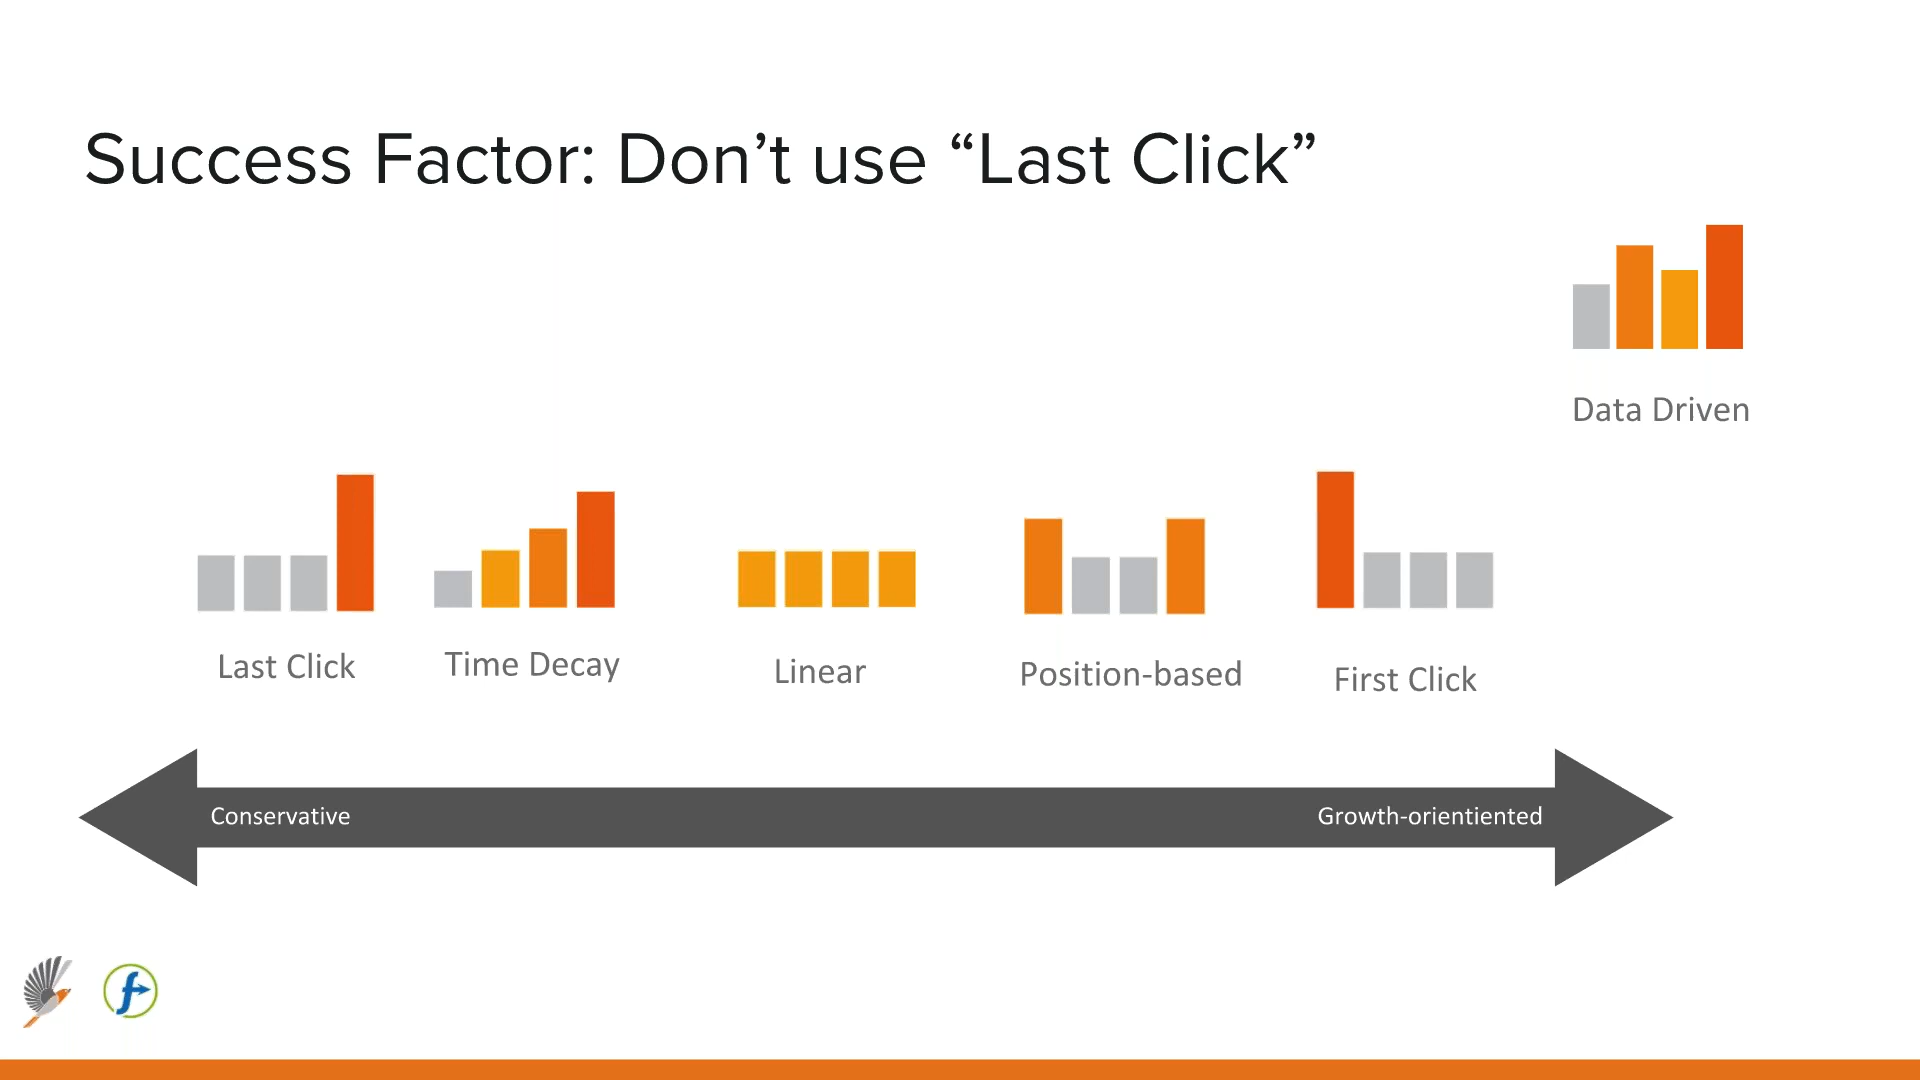 Success Factor: Don’t use “Last Click”
Data Driven
Last Click
Time Decay
Linear
Position-based
First Click
Conservative
Growth-orientiented